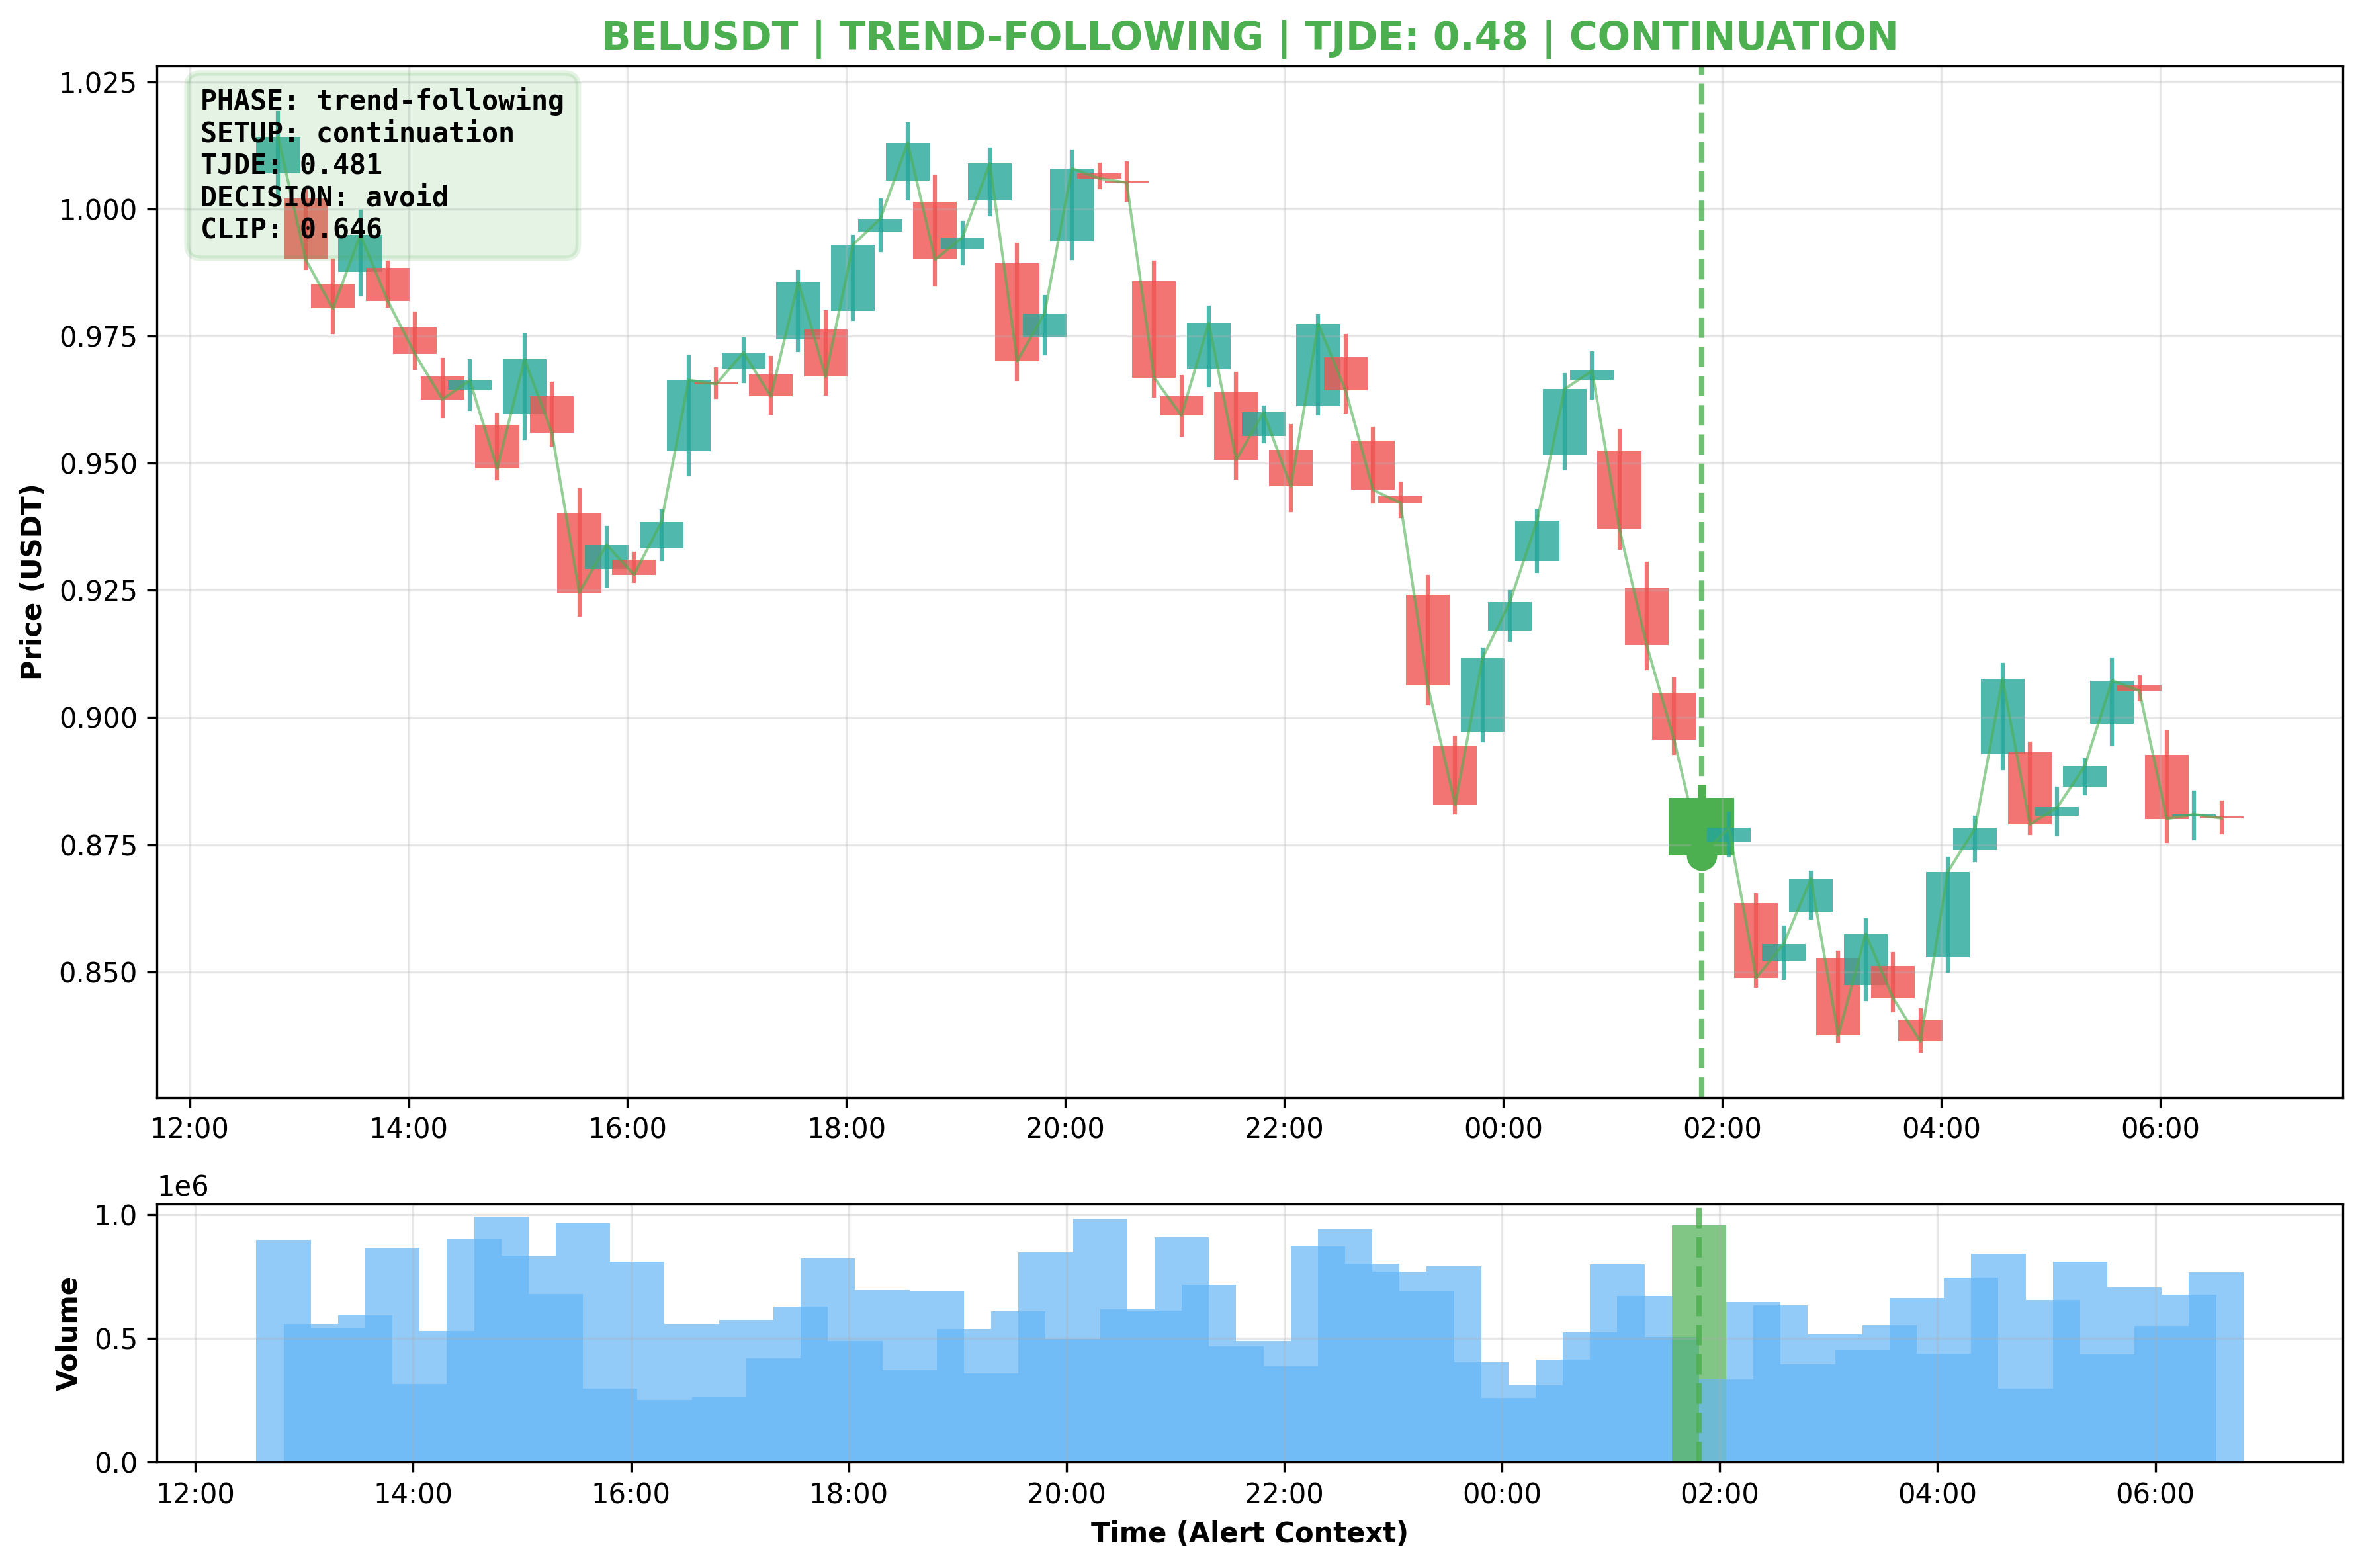 BELUSDT | TREND-FOLLOWING | TJDE: 0.48 | CONTINUATION
PHASE: trend-following
SETUP: continuation
TJDE: 0.481
DECISION: avoid
CLIP: 0.646
Price (USDT)
1.025
1.000
0.975
0.950
0.925
0.900
0.875
0.850
12:00 14:00 16:00 18:00 20:00 22:00 00:00 02:00 04:00 06:00
1e6
Volume
1.0
0.5
0.0
12:00 14:00 16:00 18:00 20:00 22:00 00:00 02:00 04:00 06:00
Time (Alert Context)